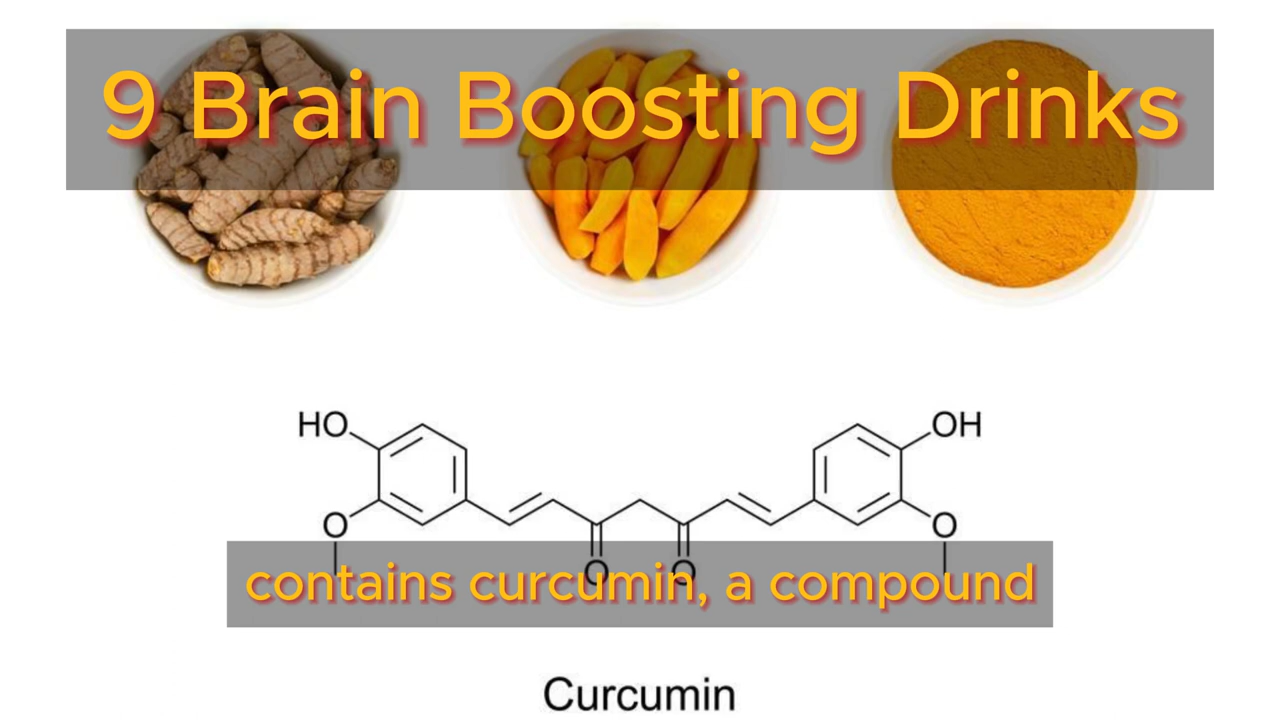 9 Brain Boosting Drinks
HO
OH
O
O
O
O
contains curcumin, a compound
Curcumin